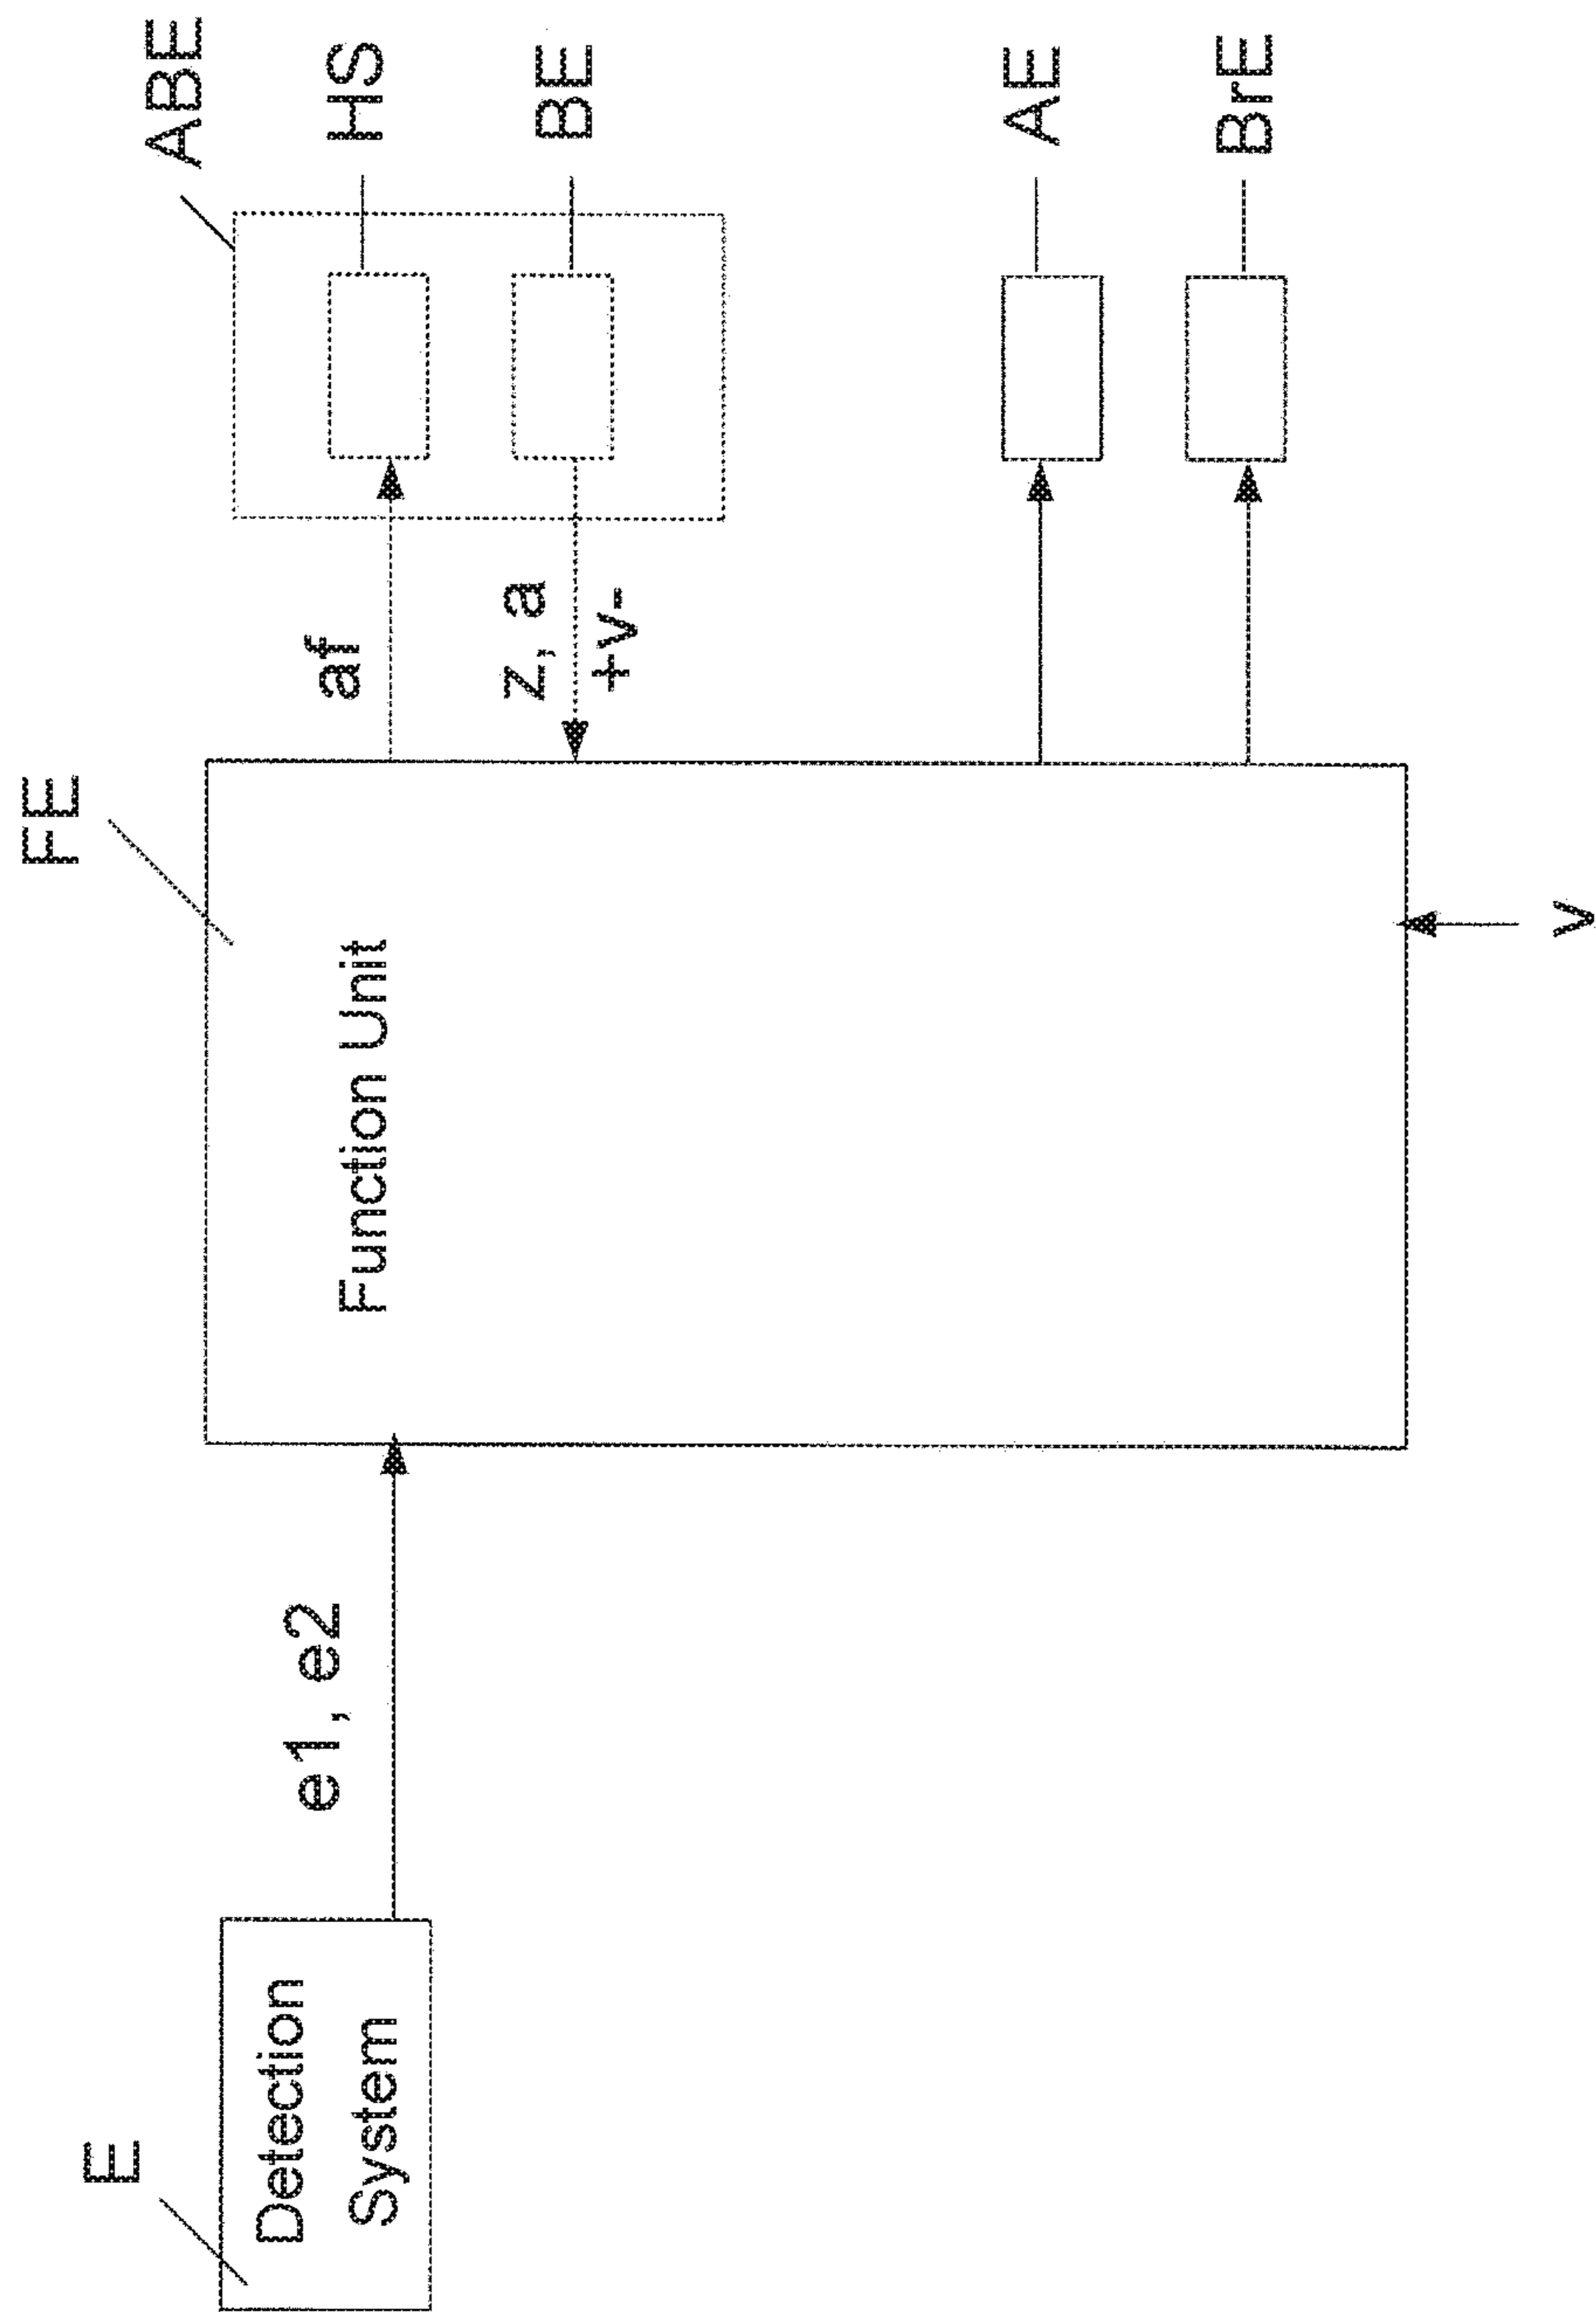 E
Detection
System
e1, e2
FE
Function Unit
v
af
z, a
+v-
ABE
HS
BE
AE
BrE